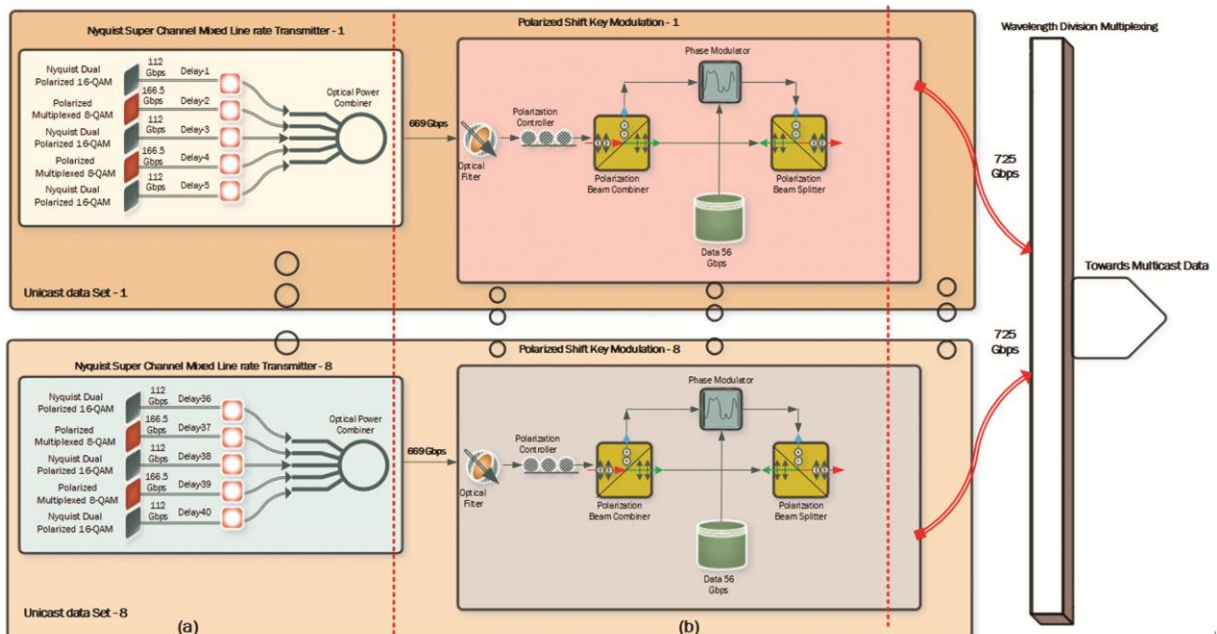 Nyquist Super Channel Mixed Line rate Transmitter - 1
Nyquist Dual
Polarized 16-QAM
Polarized
Multiplexed 8-QAM
Nyquist Dual
Polarized 16-QAM
Polarized
Multiplexed 8-QAM
Nyquist Dual
Polarized 16-QAM
112
Gbps
166.5
Gbps
112
Gbps
166.5
Gbps
112
Gbps
Delay-1
Delay-2
Delay-3
Delay-4
Delay-5
Optical Power
Combiner
669 Gbps
Unicast data Set - 1
Polarized Shift Key Modulation - 1
Optical
Filter
Polarization
Controller
Polarization
Beam Combiner
Phase Modulator
Polarization
Beam Splitter
Data 56
Gbps
Nyquist Super Channel Mixed Line rate Transmitter - 8
Nyquist Dual
Polarized 16-QAM
Polarized
Multiplexed 8-QAM
Nyquist Dual
Polarized 16-QAM
Polarized
Multiplexed 8-QAM
Nyquist Dual
Polarized 16-QAM
112
Gbps
166.5
Gbps
112
Gbps
166.5
Gbps
112
Gbps
Delay36
Delay37
Delay38
Delay39
Delay40
Optical Power
Combiner
669 Gbps
Unicast data Set - 8
(a)
Polarized Shift Key Modulation - 8
Optical
Filter
Polarization
Controller
Polarization
Beam Combiner
Phase Modulator
Polarization
Beam Splitter
Data 56
Gbps
(b)
Wavelength Division Multiplexing
725
Gbps
725
Gbps
Towards Multicast Data